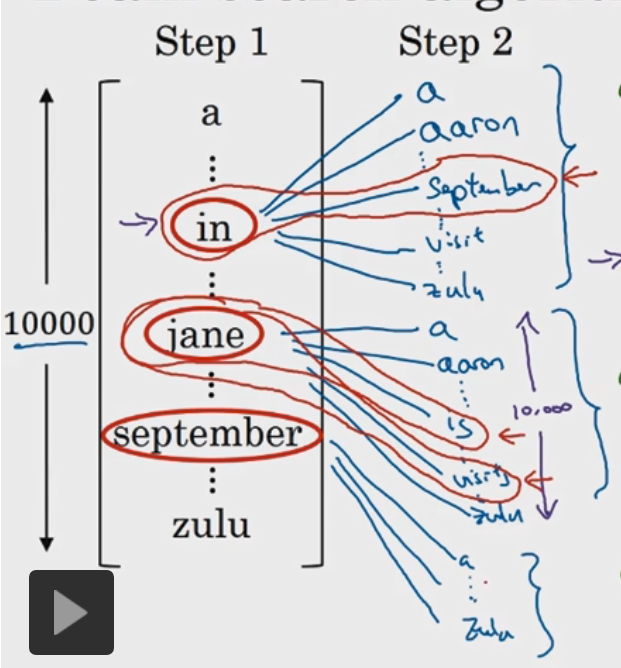 Step 1
Step 2
a
in
jane
september
zulu
10000
a
aaron
September
visit
zulu
a
aaron
is
visits
zulu
10,000
a
zulu